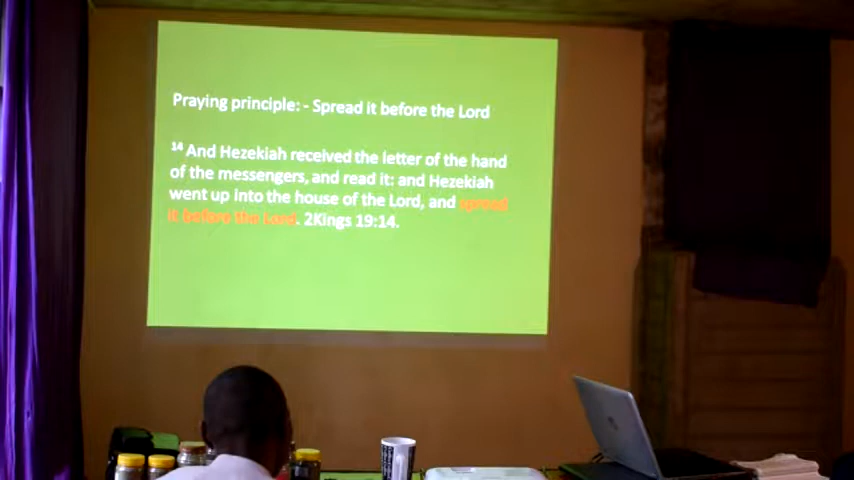 Praying principle: - Spread it before the Lord
14 And Hezekiah received the letter of the hand
of the messengers, and read it: and Hezekiah
went up into the house of the Lord, and spread
it before the Lord. 2Kings 19:14.